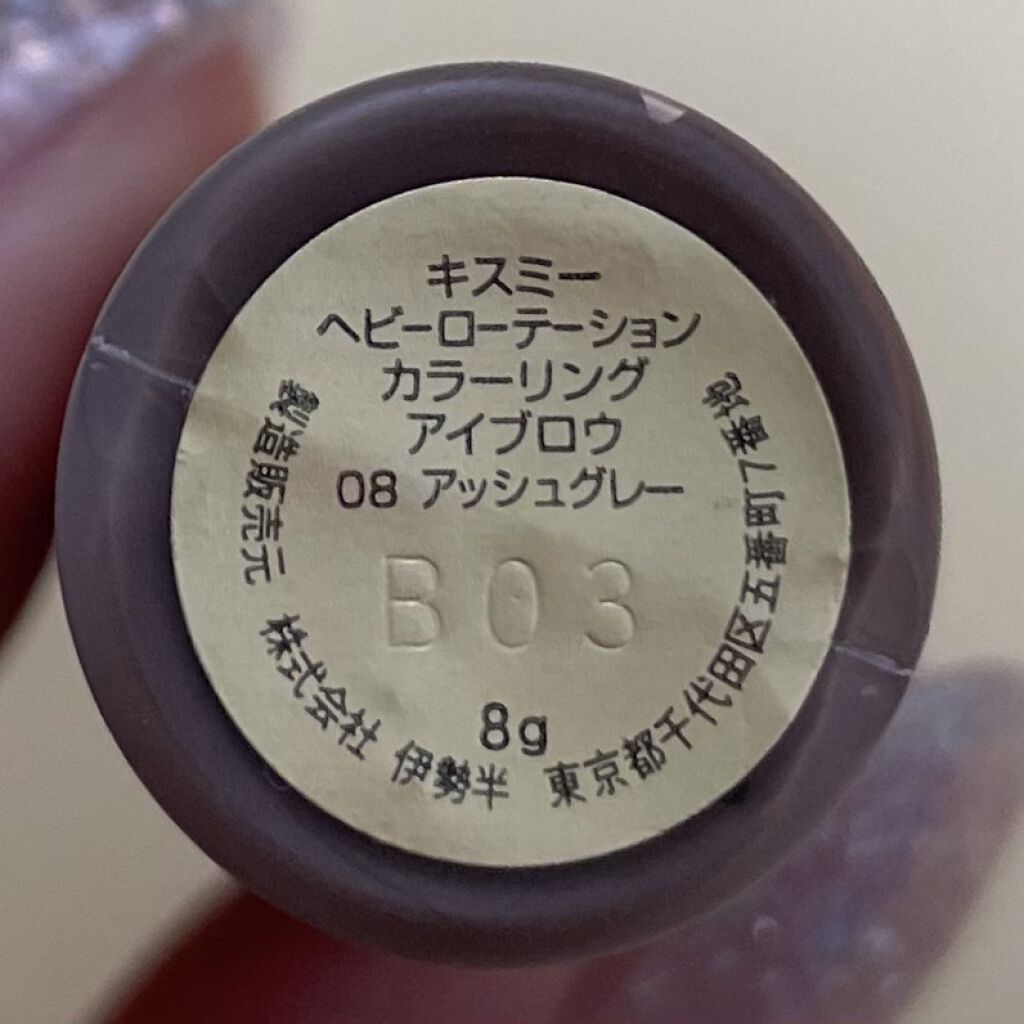 キスミー
ヘビーローテーション
カラーリング
アイブロウ
08 アッシュグレー
B03
8g
製造販売元 株式会社 伊勢半 東京都千代田区五番町7番地